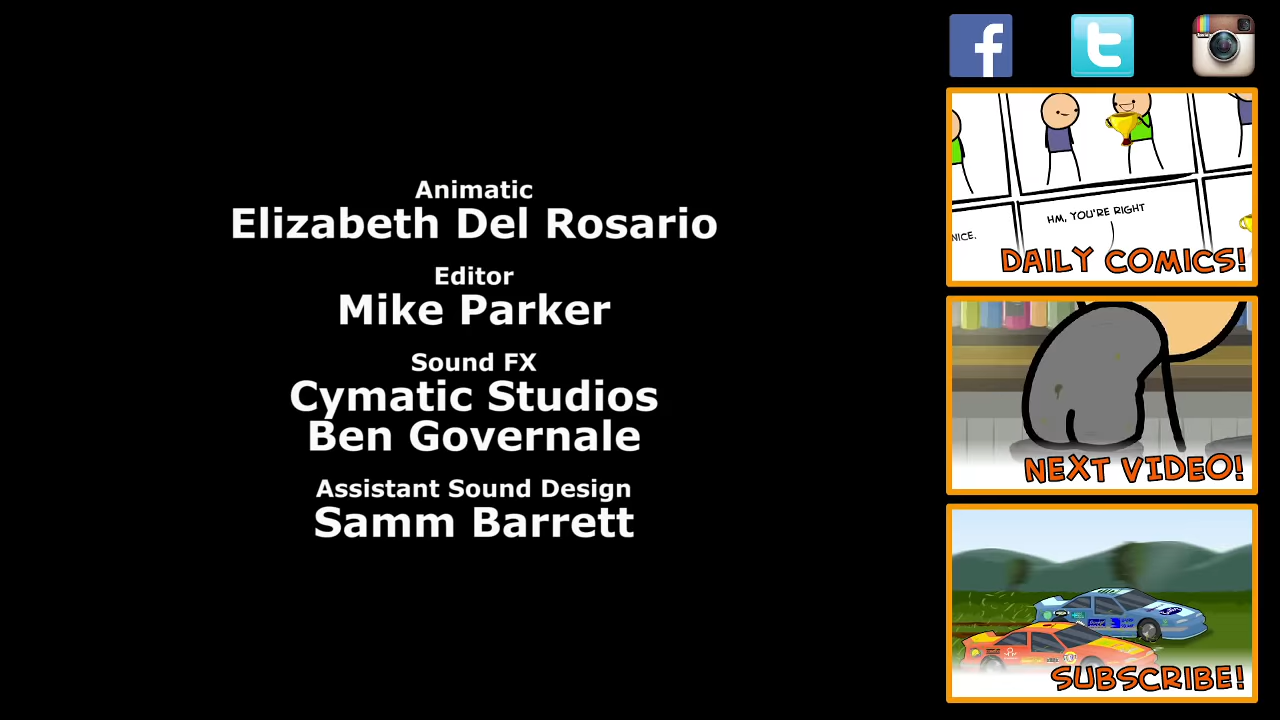 Animatic
Elizabeth Del Rosario
Editor
Mike Parker
Sound FX
Cymatic Studios
Ben Governale
Assistant Sound Design
Samm Barrett
HM, YOU'RE RIGHT
NICE.
DAILY COMICS!
NEXT VIDEO!
SUBSCRIBE!